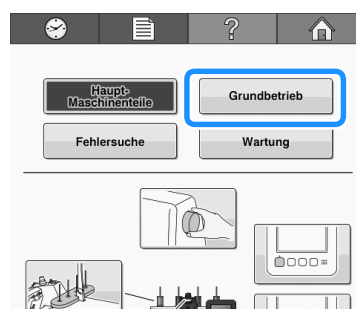 ?
Haupt-
Maschinenteile
Grundbetrieb
Fehlersuche
Wartung